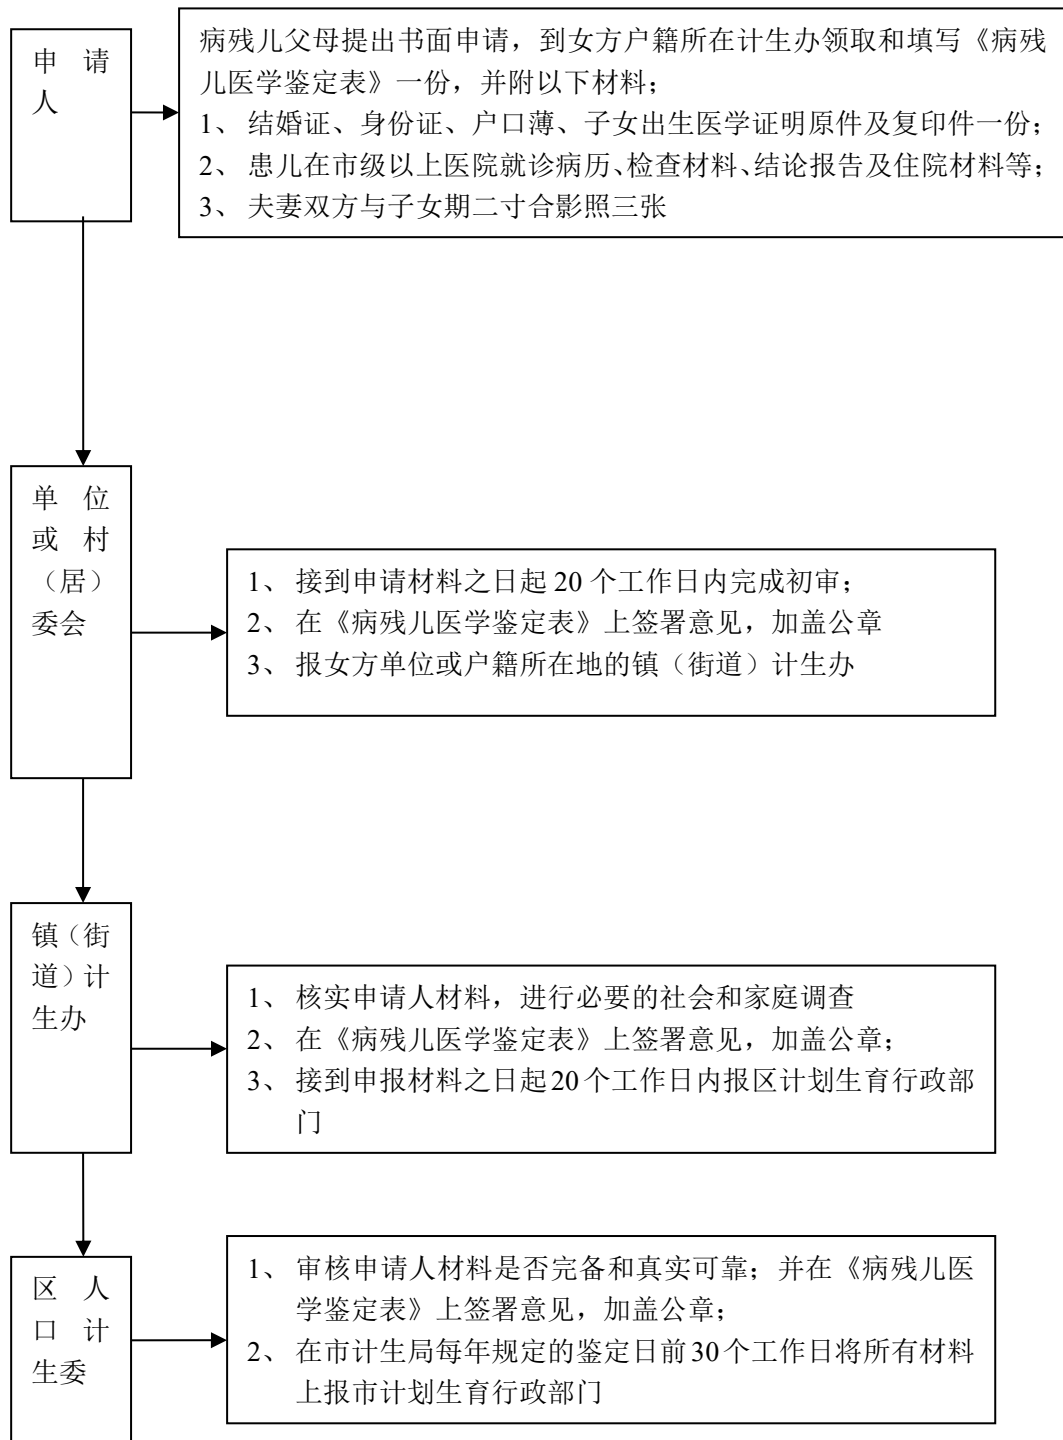 申 请
人
病残儿父母提出书面申请，到女方户籍所在计生办领取和填写《病残
儿医学鉴定表》一份，并附以下材料；
1、 结婚证、身份证、户口薄、子女出生医学证明原件及复印件一份；
2、 患儿在市级以上医院就诊病历、检查材料、结论报告及住院材料等；
3、 夫妻双方与子女期二寸合影照三张
单 位
或 村
（居）
委会
1、 接到申请材料之日起 20 个工作日内完成初审；
2、 在《病残儿医学鉴定表》上签署意见，加盖公章
3、 报女方单位或户籍所在地的镇（街道）计生办
镇（街
道）计
生办
1、 核实申请人材料，进行必要的社会和家庭调查
2、 在《病残儿医学鉴定表》上签署意见，加盖公章；
3、 接到申报材料之日起 20 个工作日内报区计划生育行政部
门
区 人
口 计
生委
1、 审核申请人材料是否完备和真实可靠；并在《病残儿医
学鉴定表》上签署意见，加盖公章；
2、 在市计生局每年规定的鉴定日前 30 个工作日将所有材料
上报市计划生育行政部门